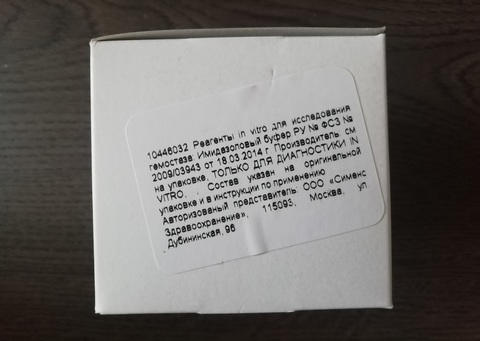 10446032 Реагенты in vitro для исследования
гемостаза: Имидазоловый буфер РУ № ФСЗ №
2009/03943 от 18.03.2014 г. Производитель см
на упаковке, ТОЛЬКО ДЛЯ ДИАГНОСТИКИ IN
VITRO, . Состав указан на оригинальной
упаковке и в инструкции по применению
Авторизованый представитель ООО «Сименс
Здравоохранение», 115093, Москва, ул
Дубининская, 96